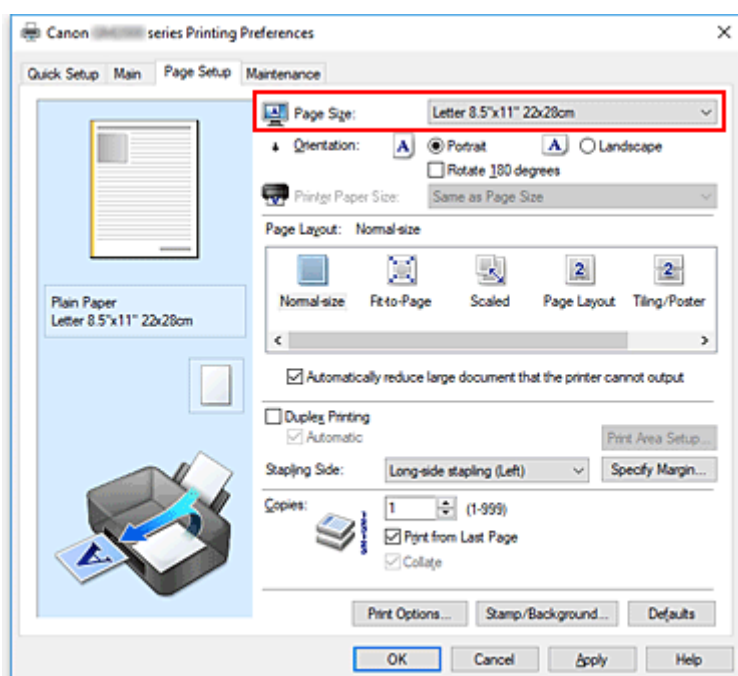 Canon series Printing Preferences
Quick Setup Main Page Setup Maintenance
Page Size: Letter 8.5"x11" 22x28cm
Orientation: A Portrait A Landscape
Rotate 180 degrees
Printer Paper Size: Same as Page Size
Page Layout: Normal-size
2 2
Normal-size Fit-to-Page Scaled Page Layout Tiling/Poster
Plain Paper
Letter 8.5"x11" 22x28cm
Automatically reduce large document that the printer cannot output
Duplex Printing
Automatic
Print Area Setup...
Stapling Side: Long-side stapling (Left) Specify Margin...
Copies: 1 (1-999)
Print from Last Page
Collate
A
Print Options... Stamp/Background... Defaults
OK Cancel Apply Help